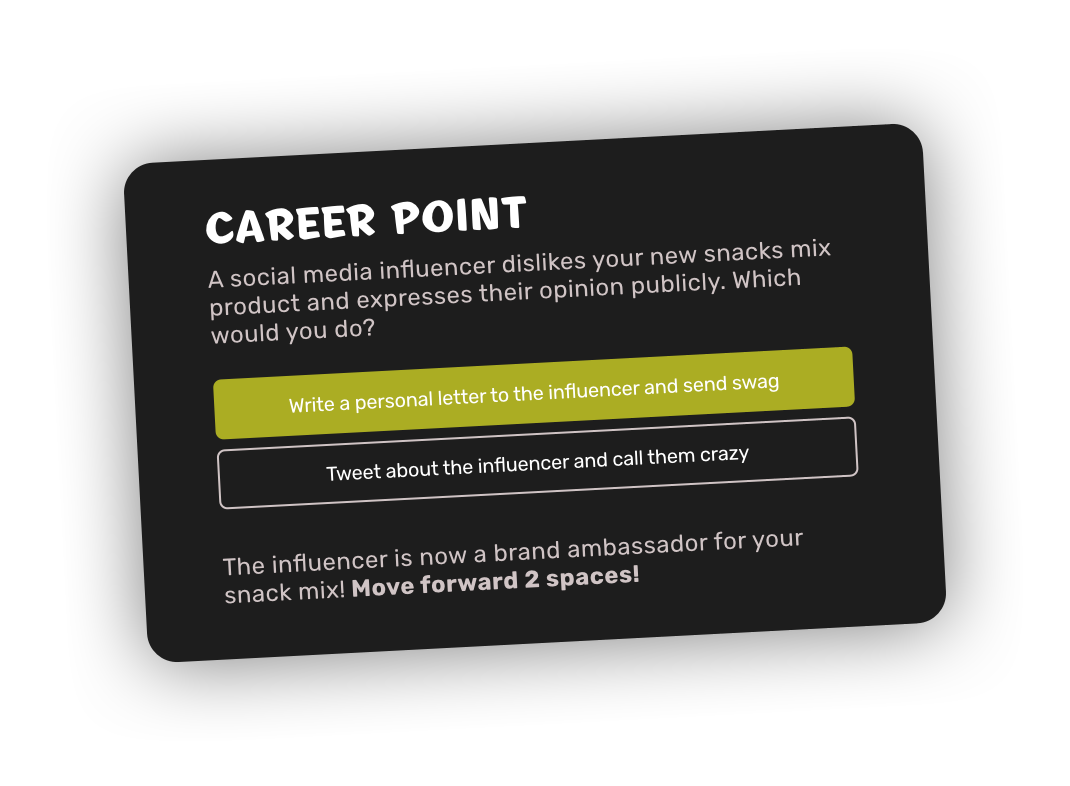 CAREER POINT
A social media influencer dislikes your new snacks mix
product and expresses their opinion publicly. Which
would you do?
Write a personal letter to the influencer and send swag
Tweet about the influencer and call them crazy
The influencer is now a brand ambassador for your
snack mix! Move forward 2 spaces!